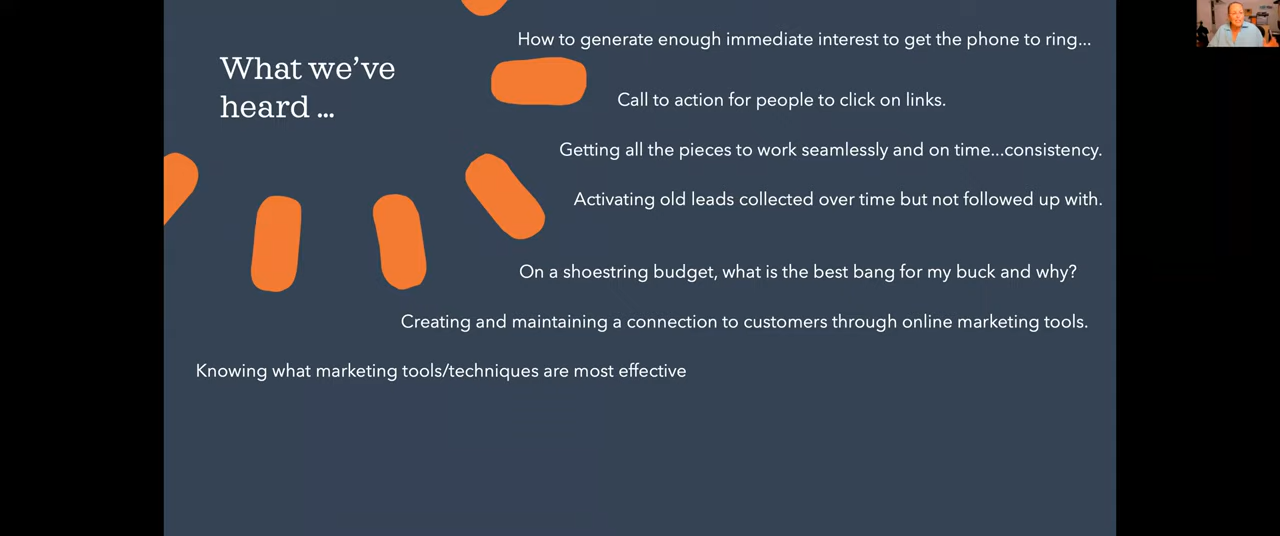 What we've
heard ...
How to generate enough immediate interest to get the phone to ring...
Call to action for people to click on links.
Getting all the pieces to work seamlessly and on time...consistency.
Activating old leads collected over time but not followed up with.
On a shoestring budget, what is the best bang for my buck and why?
Creating and maintaining a connection to customers through online marketing tools.
Knowing what marketing tools/techniques are most effective